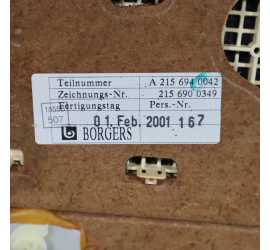 Teilnummer A 215 694 0042
Zeichnungs-Nr. 215 690 0349
Fertigungstag Pers.-Nr.
507 01. Feb. 2001 167
BORGERS